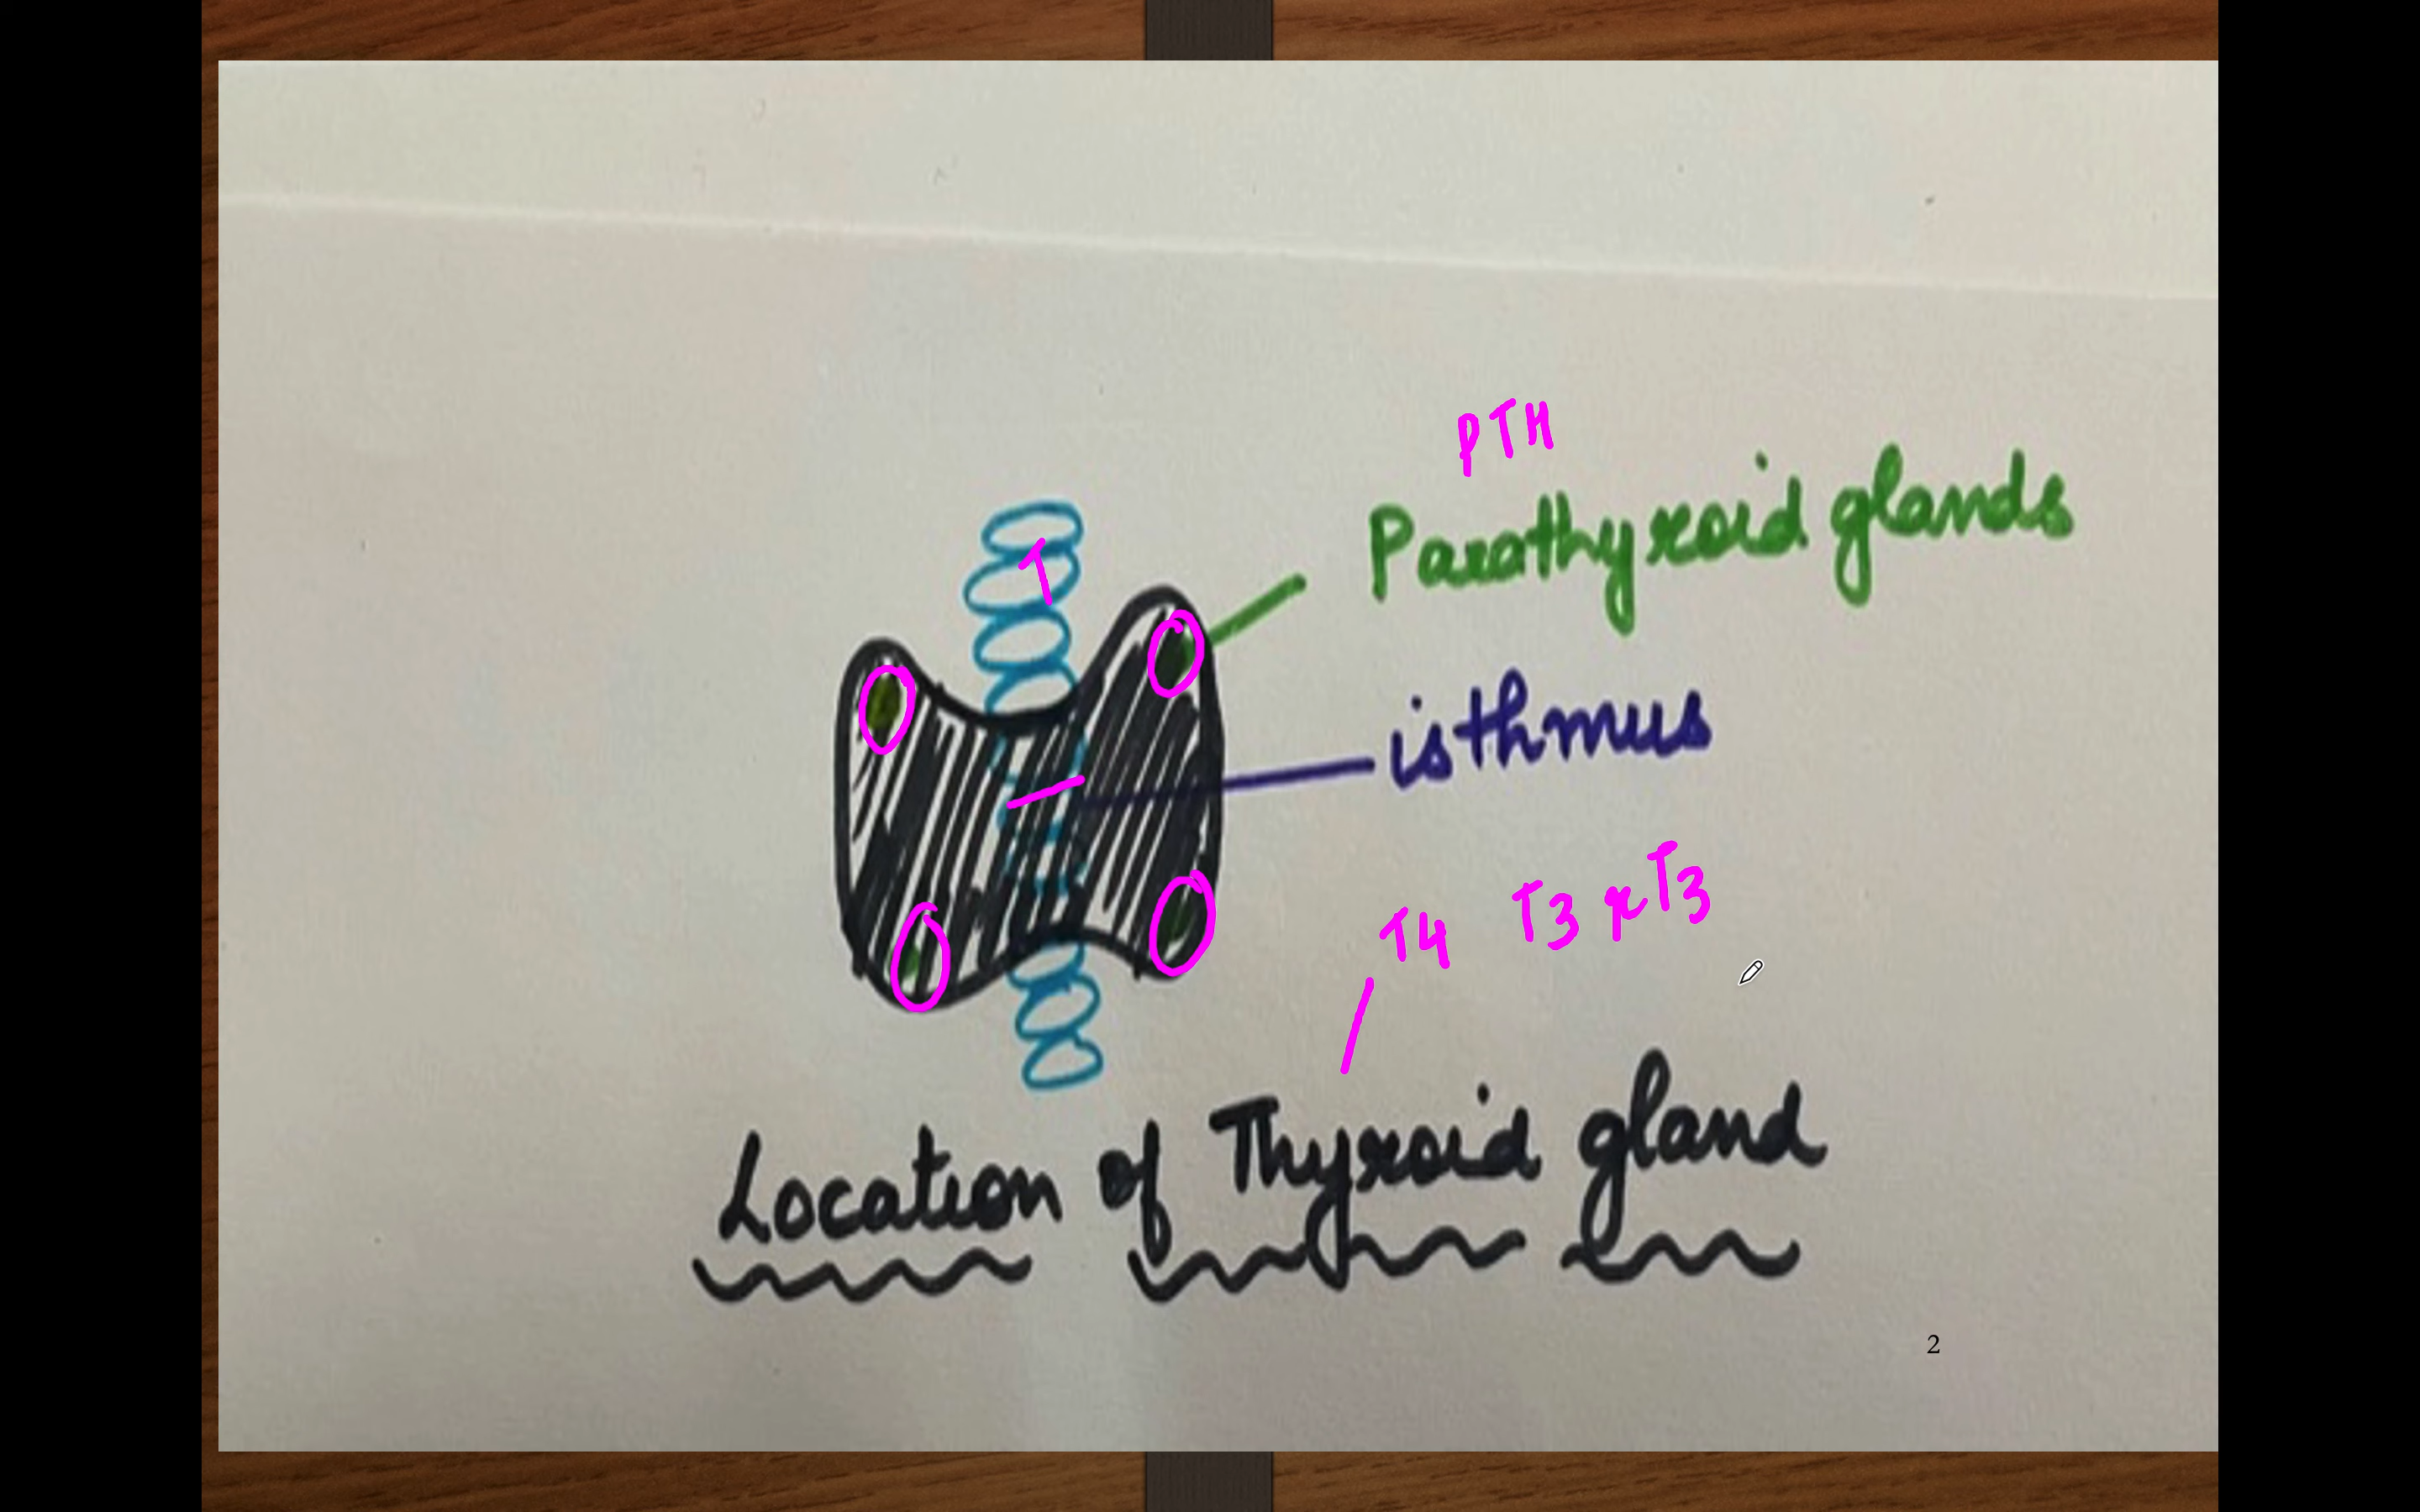 PTH
Parathyroid glands
T
isthmus
T4 T3 rT3
Location of Thyroid gland
2